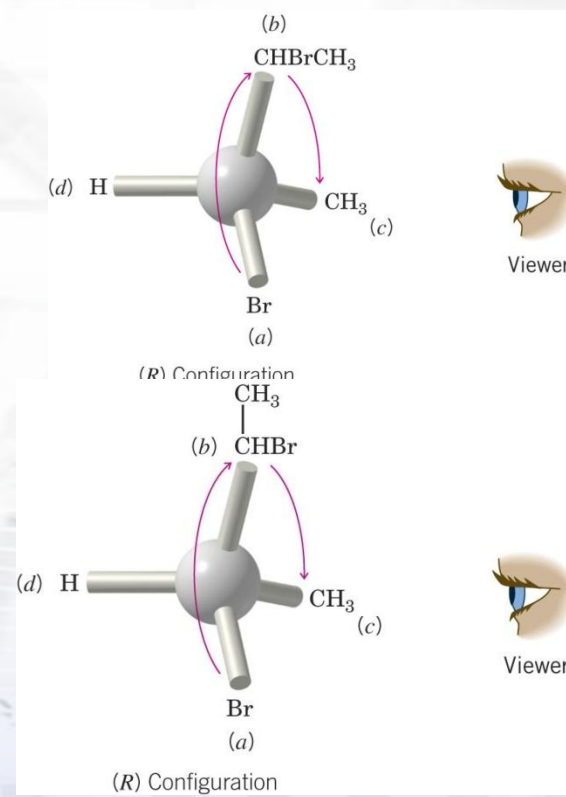 (b)
CHBrCH₃
(d) H
CH₃
(c)
Viewer
Br
(a)
(R) Configuration
CH₃
(b) CHBr
(d) H
CH₃
(c)
Viewer
Br
(a)
(R) Configuration